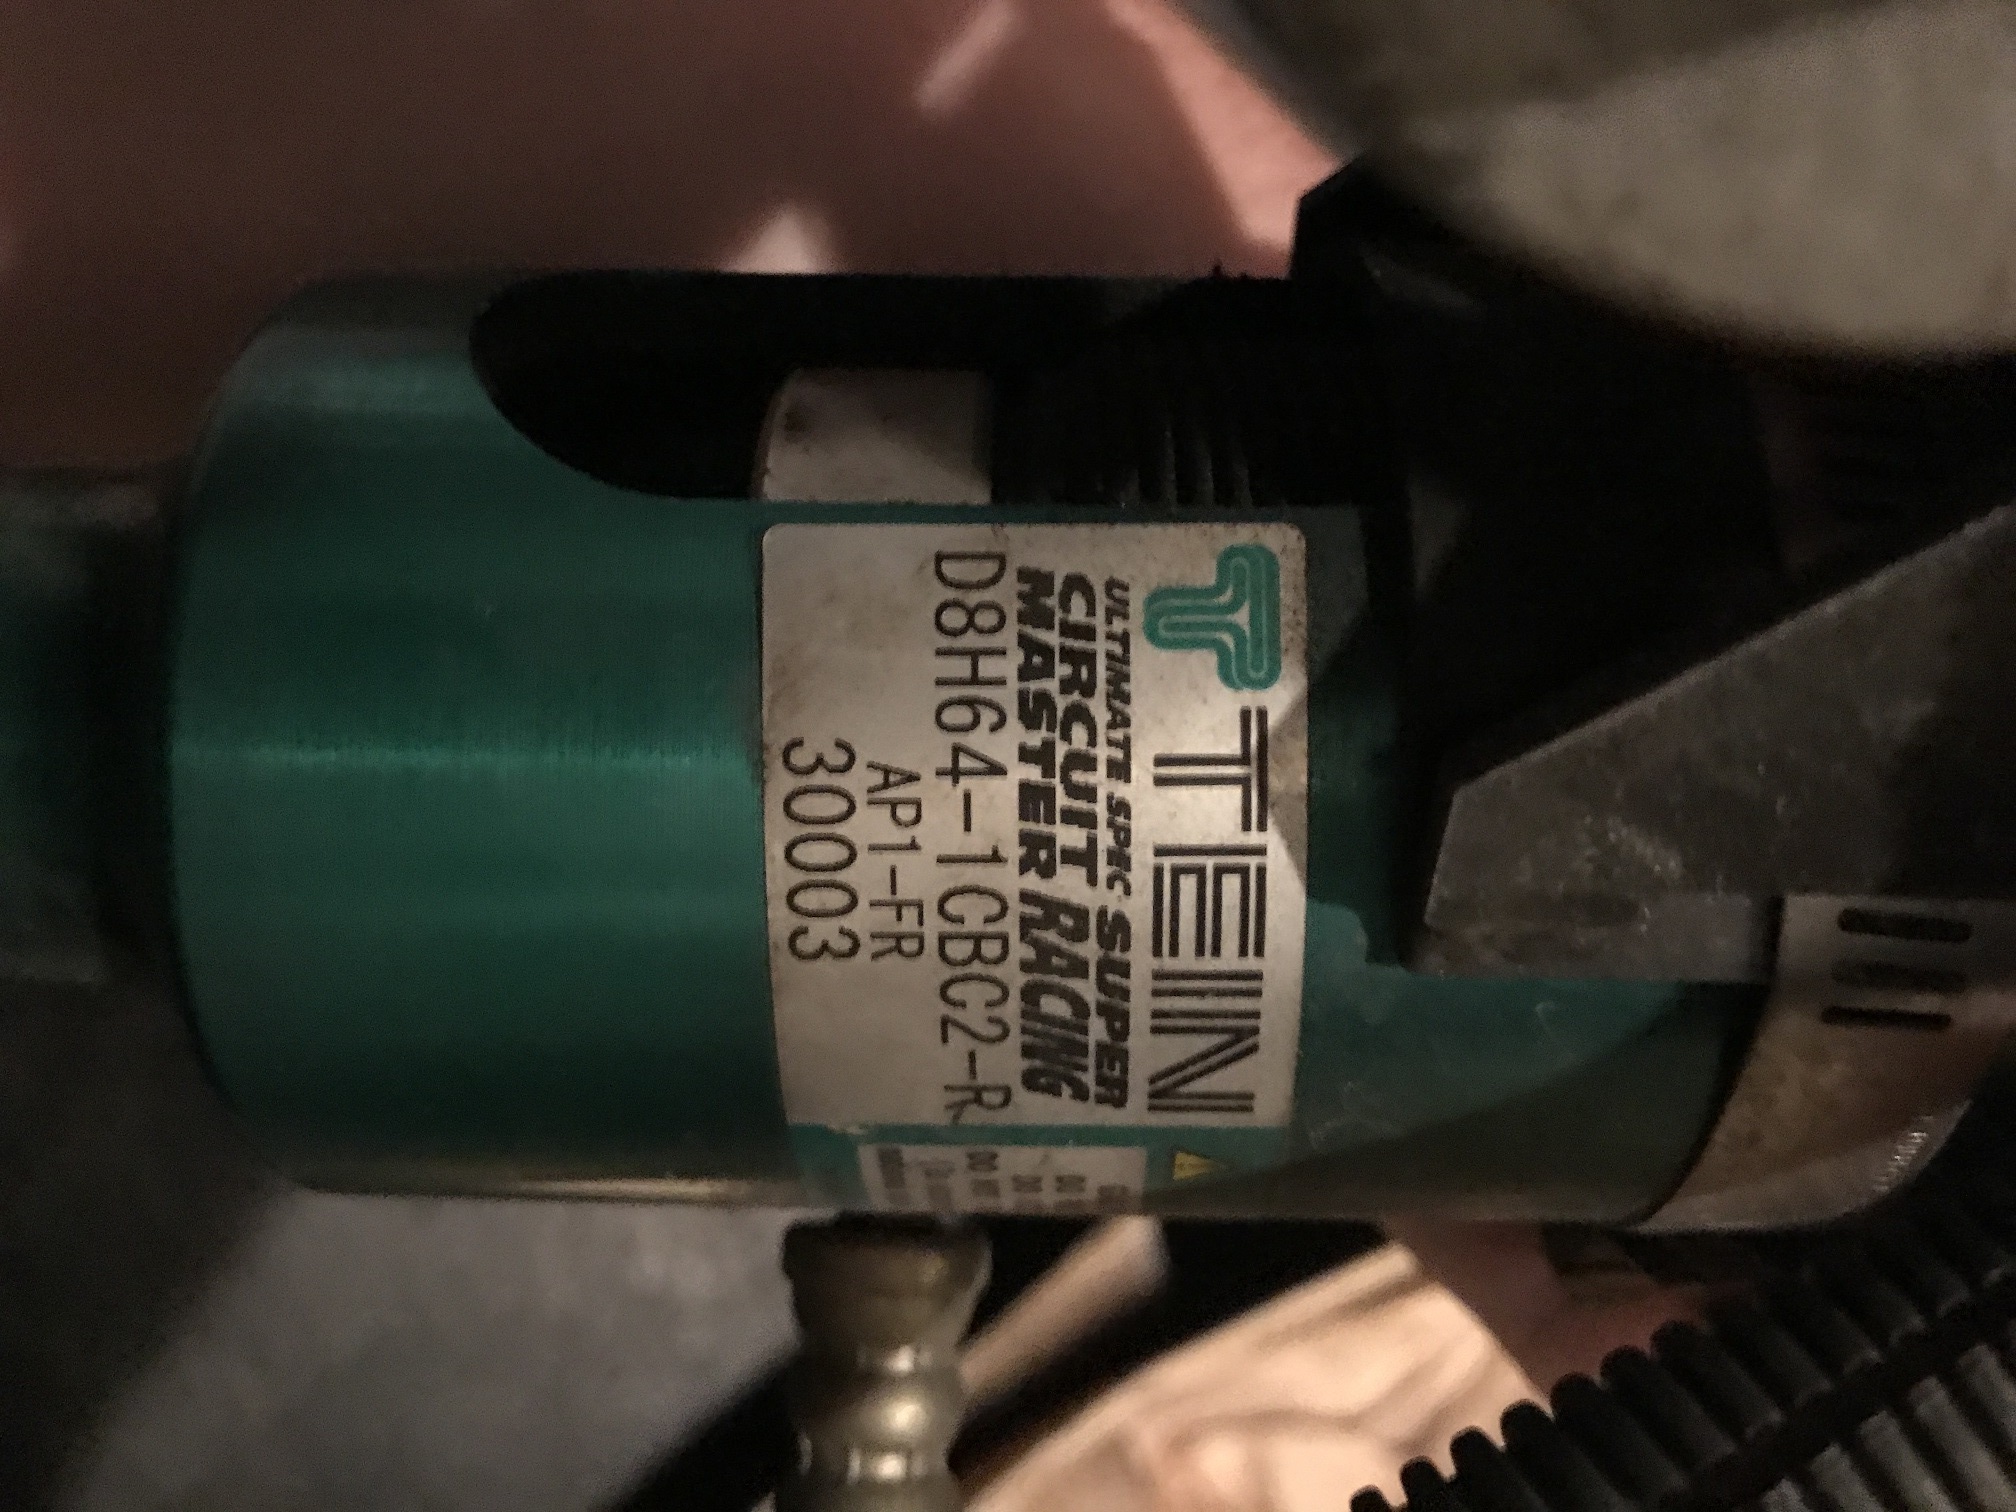 TEIN
ULTIMATE SPEC SUPER
CIRCUIT
MASTER RACING
D8H64-1CBC2-R
AP1-FR
30003